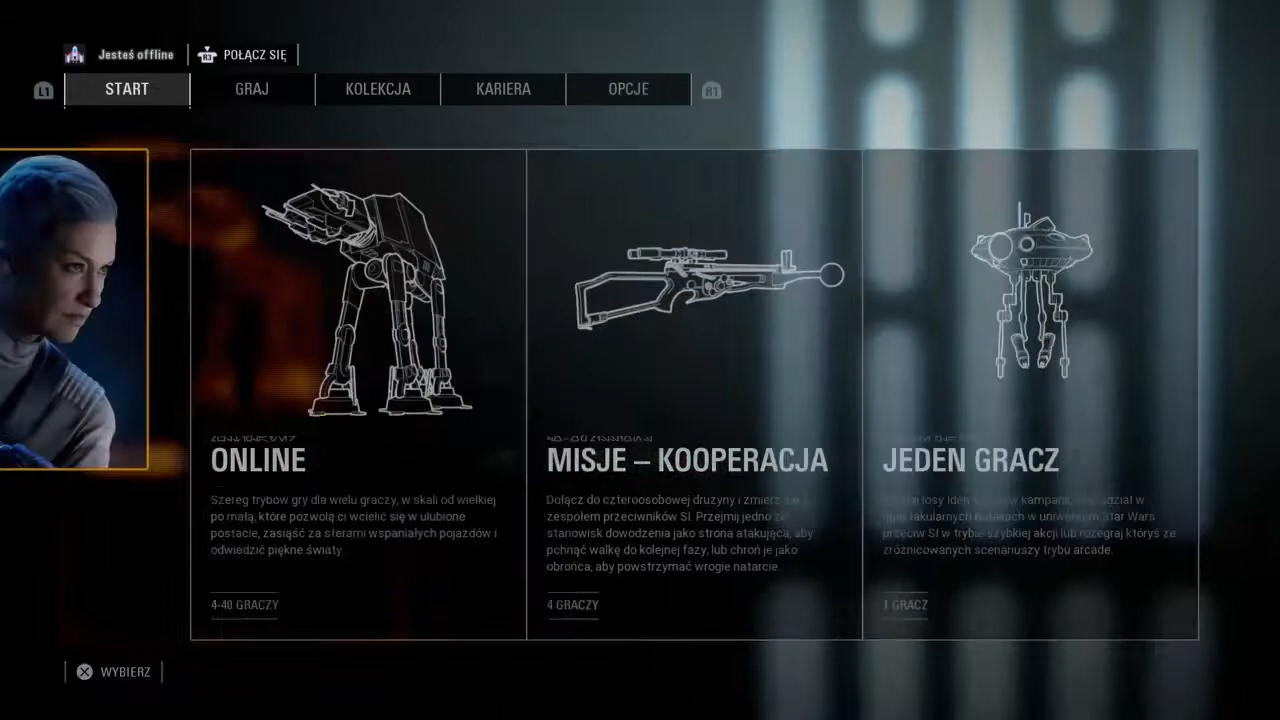 Jesteś offline
R3
POŁĄCZ SIĘ
L1
START
GRAJ
KOLEKCJA
KARIERA
OPCJE
R1
ONLINE
Szereg trybów gry dla wielu graczy, w skali od wielkiej
po małą, które pozwolą ci wcielić się w ulubione
postacie, zasiąść za sterami wspaniałych pojazdów i
odwiedzić piękne światy
4-40 GRACZY
MISJE – KOOPERACJA
Dołącz do czteroosobowej drużyny i zmierz się z
zespołem przeciwników SI. Przejmij jedno ze
stanowisk dowodzenia jako strona atakująca, aby
pchnąć walkę do kolejnej fazy, lub chroń je jako
obrońca, aby powstrzymać wrogie natarcie.
4 GRACZY
JEDEN GRACZ
losy Iden w kampanii, udział w
w uniwersum Star Wars
przeciw SI w trybie szybkiej akcji lub rozegraj któryś ze
zróżnicowanych scenariuszy trybu arcade.
1 GRACZ
WYBIERZ